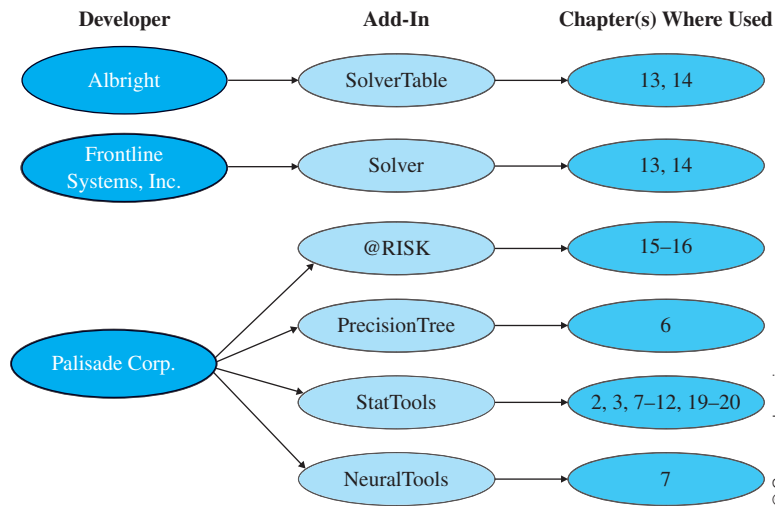 Developer
Add-In
Chapter(s) Where Used
Albright
SolverTable
13, 14
Frontline
Systems, Inc.
Solver
13, 14
@RISK
15–16
PrecisionTree
6
Palisade Corp.
StatTools
2, 3, 7–12, 19–20
NeuralTools
7